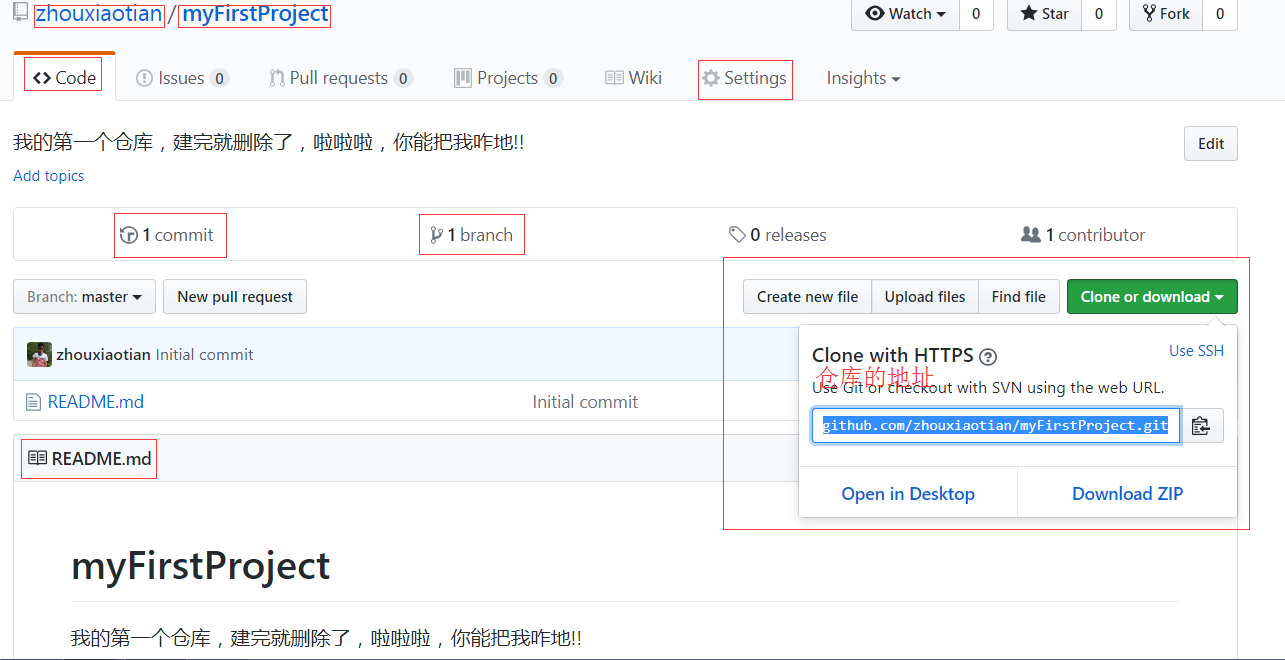 zhouxiaotian / myFirstProject Watch 0 Star 0 Fork 0
Code Issues 0 Pull requests 0 Projects 0 Wiki Settings Insights
我的第一个仓库，建完就删除了，啦啦啦，你能把我咋地!! Edit
Add topics
1 commit 1 branch 0 releases 1 contributor
Branch: master New pull request Create new file Upload files Find file Clone or download
zhouxiaotian Initial commit
README.md Initial commit
Clone with HTTPS ? Use SSH
仓库的地址
Use Git or checkout with SVN using the web URL.
github.com/zhouxiaotian/myFirstProject.git
Open in Desktop Download ZIP
README.md
myFirstProject
我的第一个仓库，建完就删除了，啦啦啦，你能把我咋地!!